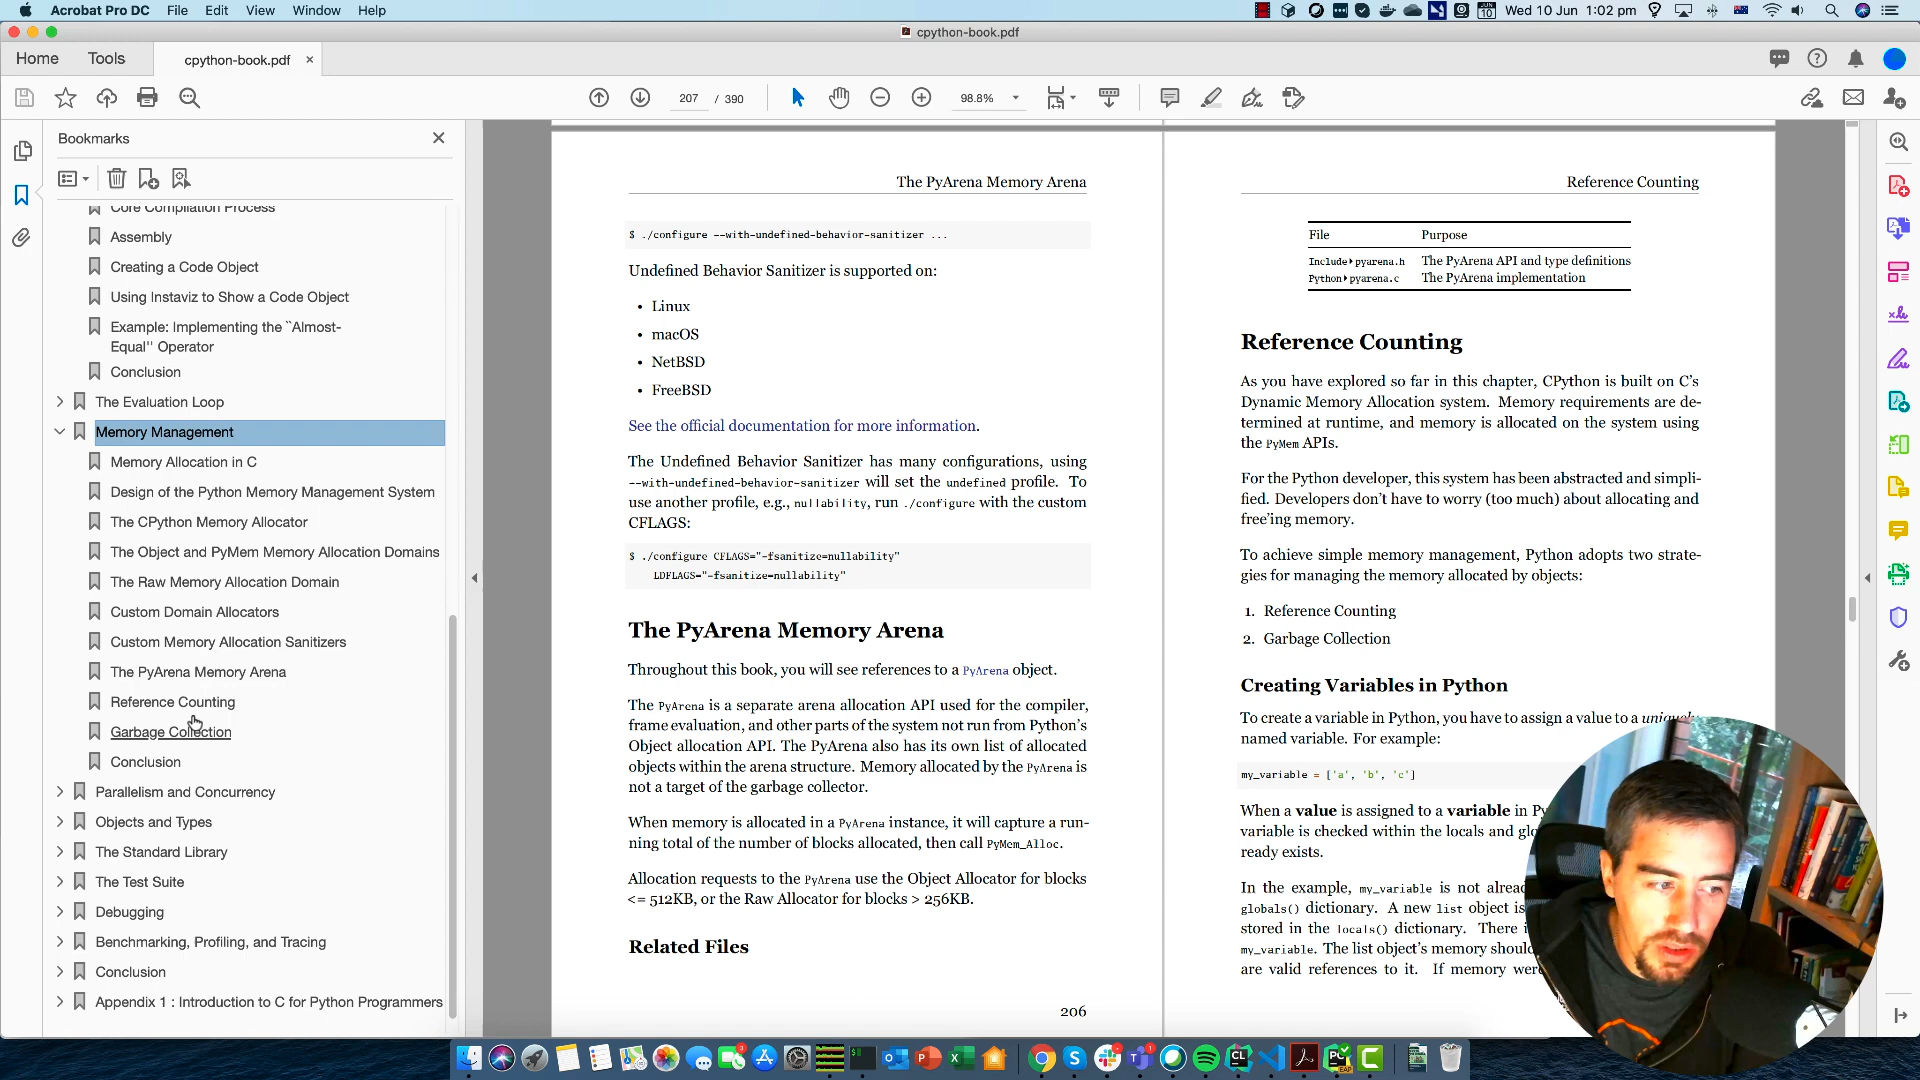 Acrobat Pro DC File Edit View Window Help
JUN 10
Wed 10 Jun 1:02 pm
cpython-book.pdf
Home Tools cpython-book.pdf ×
207 / 390
98.8%
Bookmarks
Core Compilation Process
Assembly
Creating a Code Object
Using Instaviz to Show a Code Object
Example: Implementing the ``Almost-
Equal'' Operator
Conclusion
The Evaluation Loop
Memory Management
Memory Allocation in C
Design of the Python Memory Management System
The CPython Memory Allocator
The Object and PyMem Memory Allocation Domains
The Raw Memory Allocation Domain
Custom Domain Allocators
Custom Memory Allocation Sanitizers
The PyArena Memory Arena
Reference Counting
Garbage Collection
Conclusion
Parallelism and Concurrency
Objects and Types
The Standard Library
The Test Suite
Debugging
Benchmarking, Profiling, and Tracing
Conclusion
Appendix 1 : Introduction to C for Python Programmers
The PyArena Memory Arena
$ ./configure --with-undefined-behavior-sanitizer ...
Undefined Behavior Sanitizer is supported on:
• Linux
• macOS
• NetBSD
• FreeBSD
See the official documentation for more information.
The Undefined Behavior Sanitizer has many configurations, using
--with-undefined-behavior-sanitizer will set the undefined profile. To
use another profile, e.g., nullability, run ./configure with the custom
CFLAGS:
$ ./configure CFLAGS="-fsanitize=nullability"
LDFLAGS="-fsanitize=nullability"
The PyArena Memory Arena
Throughout this book, you will see references to a PyArena object.
The PyArena is a separate arena allocation API used for the compiler,
frame evaluation, and other parts of the system not run from Python's
Object allocation API. The PyArena also has its own list of allocated
objects within the arena structure. Memory allocated by the PyArena is
not a target of the garbage collector.
When memory is allocated in a PyArena instance, it will capture a run-
ning total of the number of blocks allocated, then call PyMem_Alloc.
Allocation requests to the PyArena use the Object Allocator for blocks
<= 512KB, or the Raw Allocator for blocks > 256KB.
Related Files
206
Reference Counting
File Purpose
Include▸pyarena.h The PyArena API and type definitions
Python▸pyarena.c The PyArena implementation
Reference Counting
As you have explored so far in this chapter, CPython is built on C's
Dynamic Memory Allocation system. Memory requirements are de-
termined at runtime, and memory is allocated on the system using
the PyMem APIs.
For the Python developer, this system has been abstracted and simpli-
fied. Developers don't have to worry (too much) about allocating and
free'ing memory.
To achieve simple memory management, Python adopts two strate-
gies for managing the memory allocated by objects:
1. Reference Counting
2. Garbage Collection
Creating Variables in Python
To create a variable in Python, you have to assign a value to a uniquely
named variable. For example:
my_variable = ['a', 'b', 'c']
When a value is assigned to a variable in Py
variable is checked within the locals and glo
ready exists.
In the example, my_variable is not alread
globals() dictionary. A new list object is
stored in the locals() dictionary. There i
my_variable. The list object's memory shoul
are valid references to it. If memory were